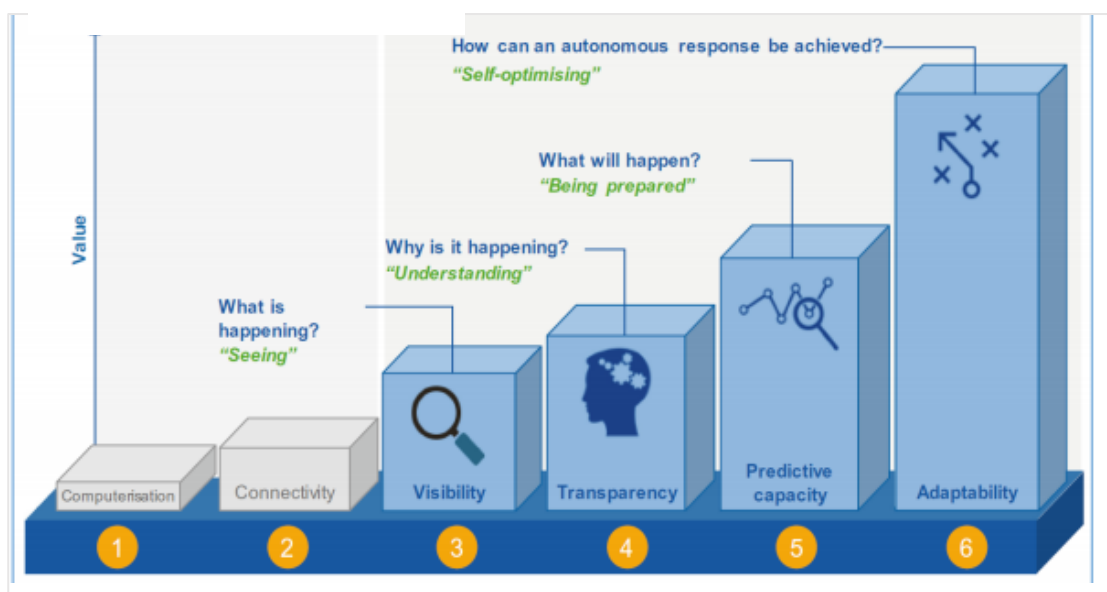 How can an autonomous response be achieved?
“Self-optimising”
What will happen?
“Being prepared”
Why is it happening?
“Understanding”
What is
happening?
“Seeing”
Value
Computerisation
Connectivity
Visibility
Transparency
Predictive
capacity
Adaptability
1
2
3
4
5
6